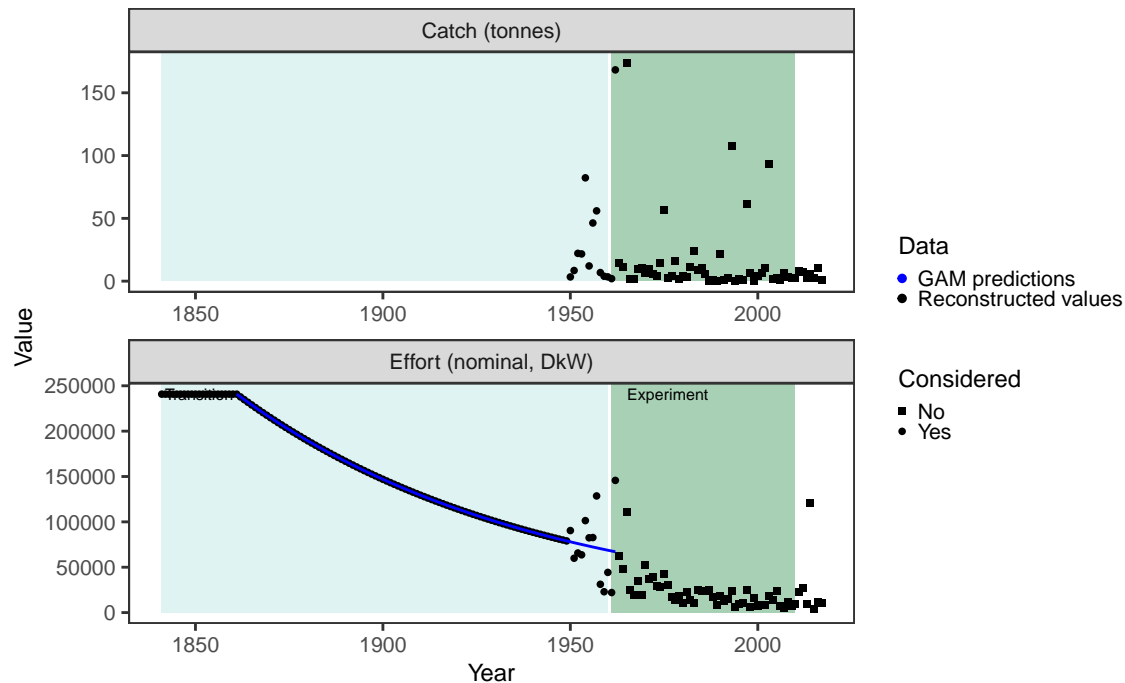 Catch (tonnes)
150
100
50
0
1850
1900
1950
2000
Value
Effort (nominal, DkW)
250000
200000
150000
100000
50000
0
Transition
Experiment
1850
1900
1950
2000
Year
Data
GAM predictions
Reconstructed values
Considered
No
Yes